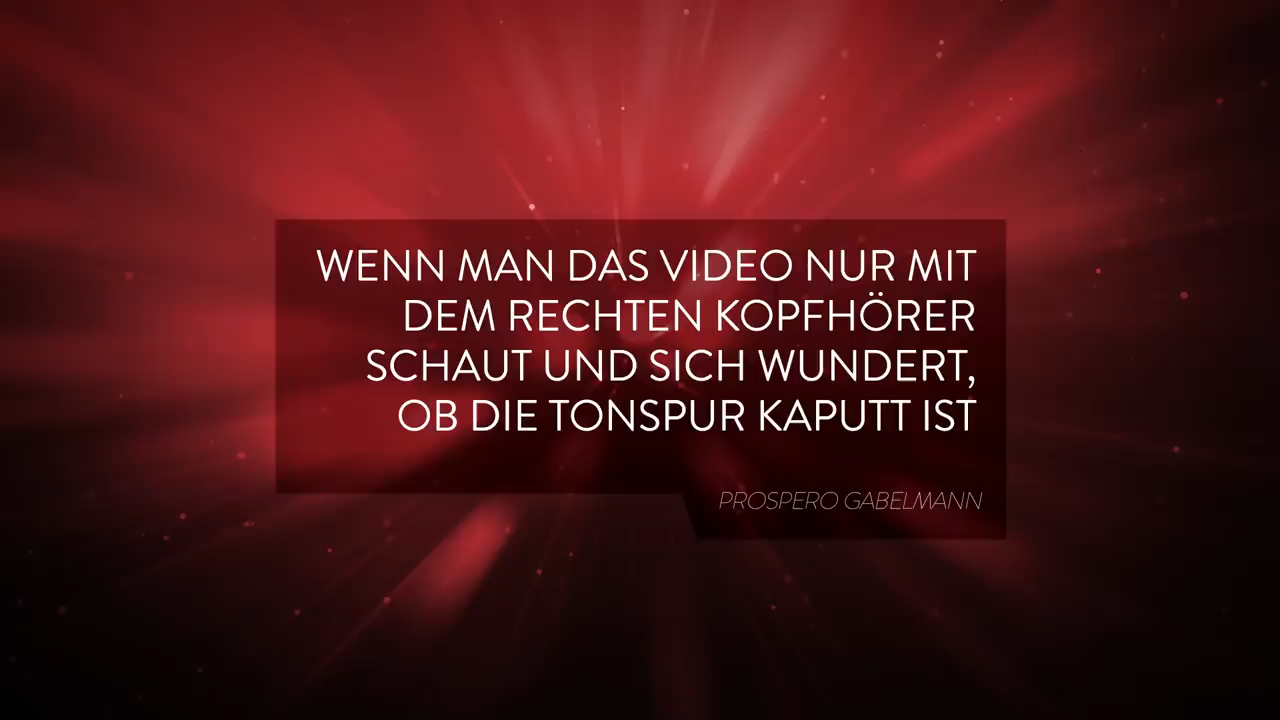 WENN MAN DAS VIDEO NUR MIT
DEM RECHTEN KOPFHÖRER
SCHAUT UND SICH WUNDERT,
OB DIE TONSPUR KAPUTT IST
PROSPERO GABELMANN